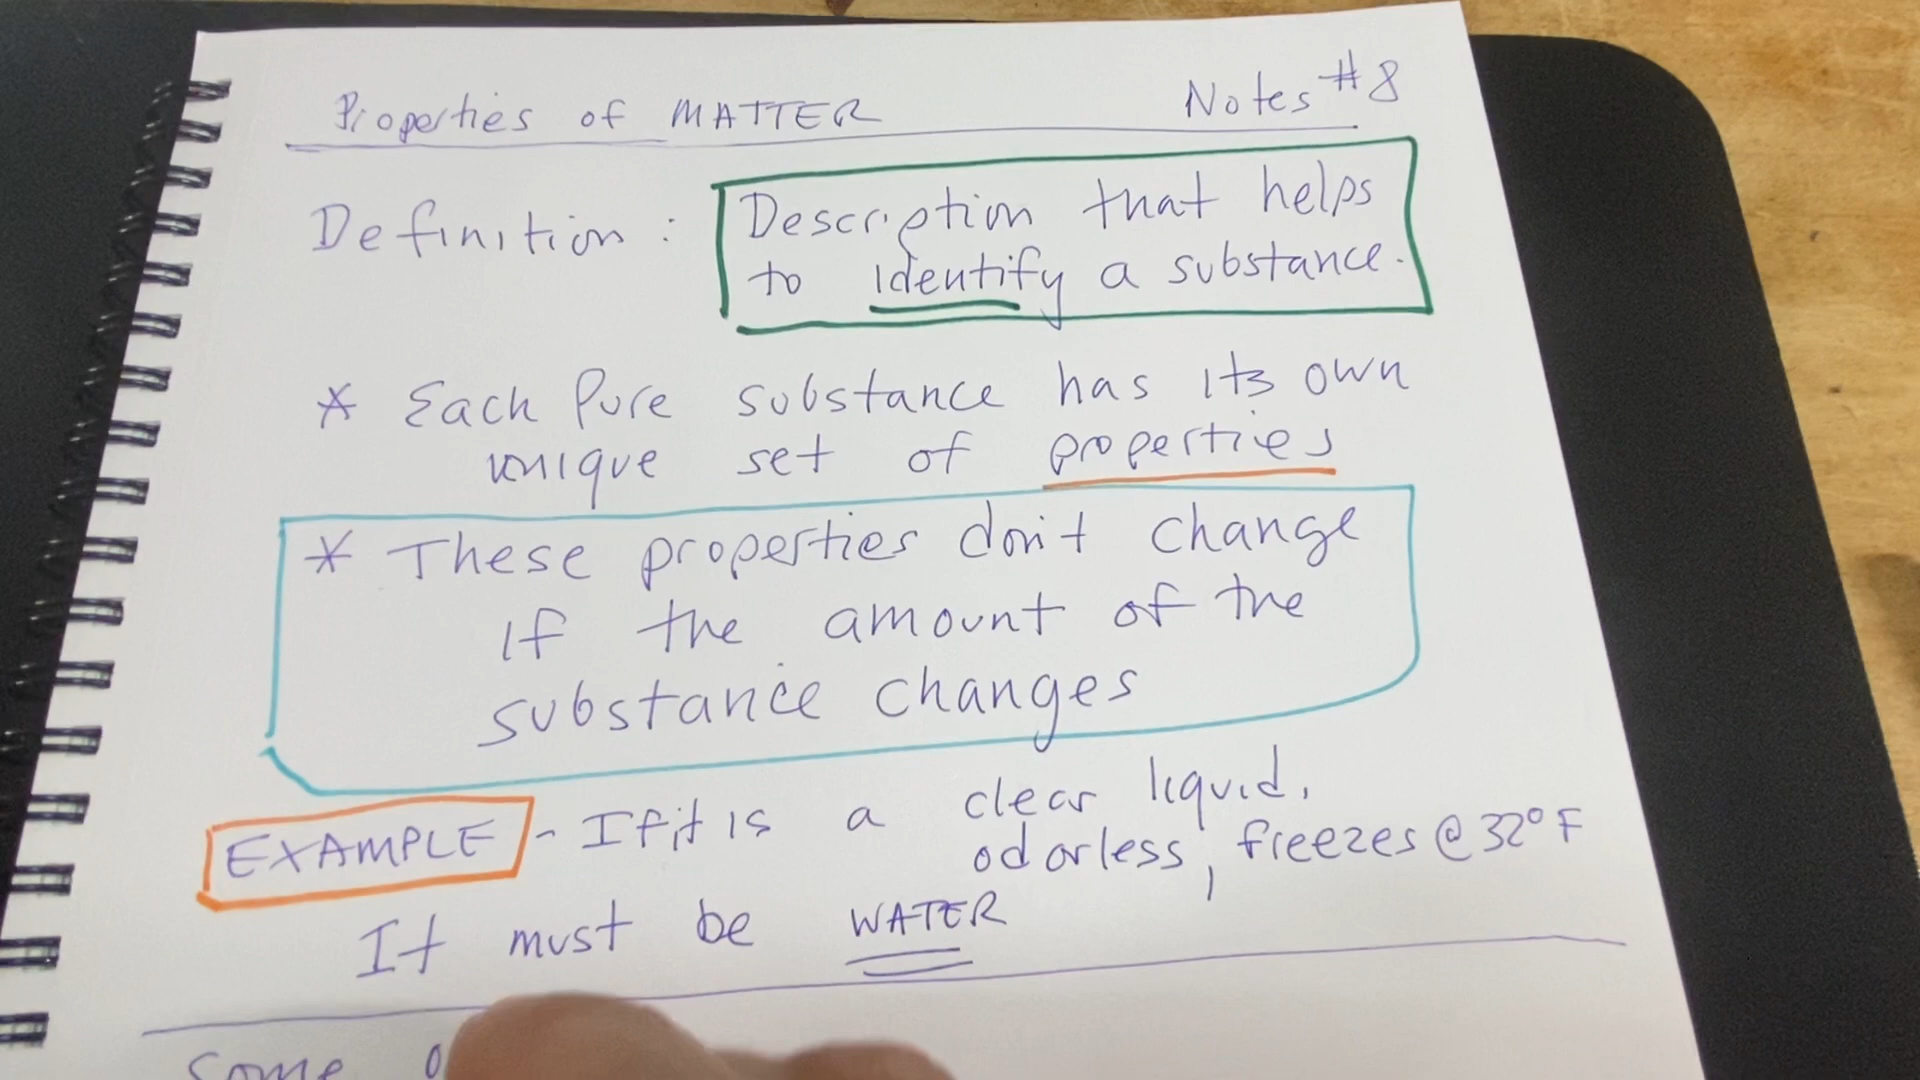 Properties of MATTER Notes #8
Definition: Description that helps
to identify a substance.
* Each Pure substance has its own
unique set of properties
* These properties don't change
if the amount of the
substance changes
EXAMPLE - If it is a clear liquid,
odorless, freezes @ 32°F
It must be WATER
Some